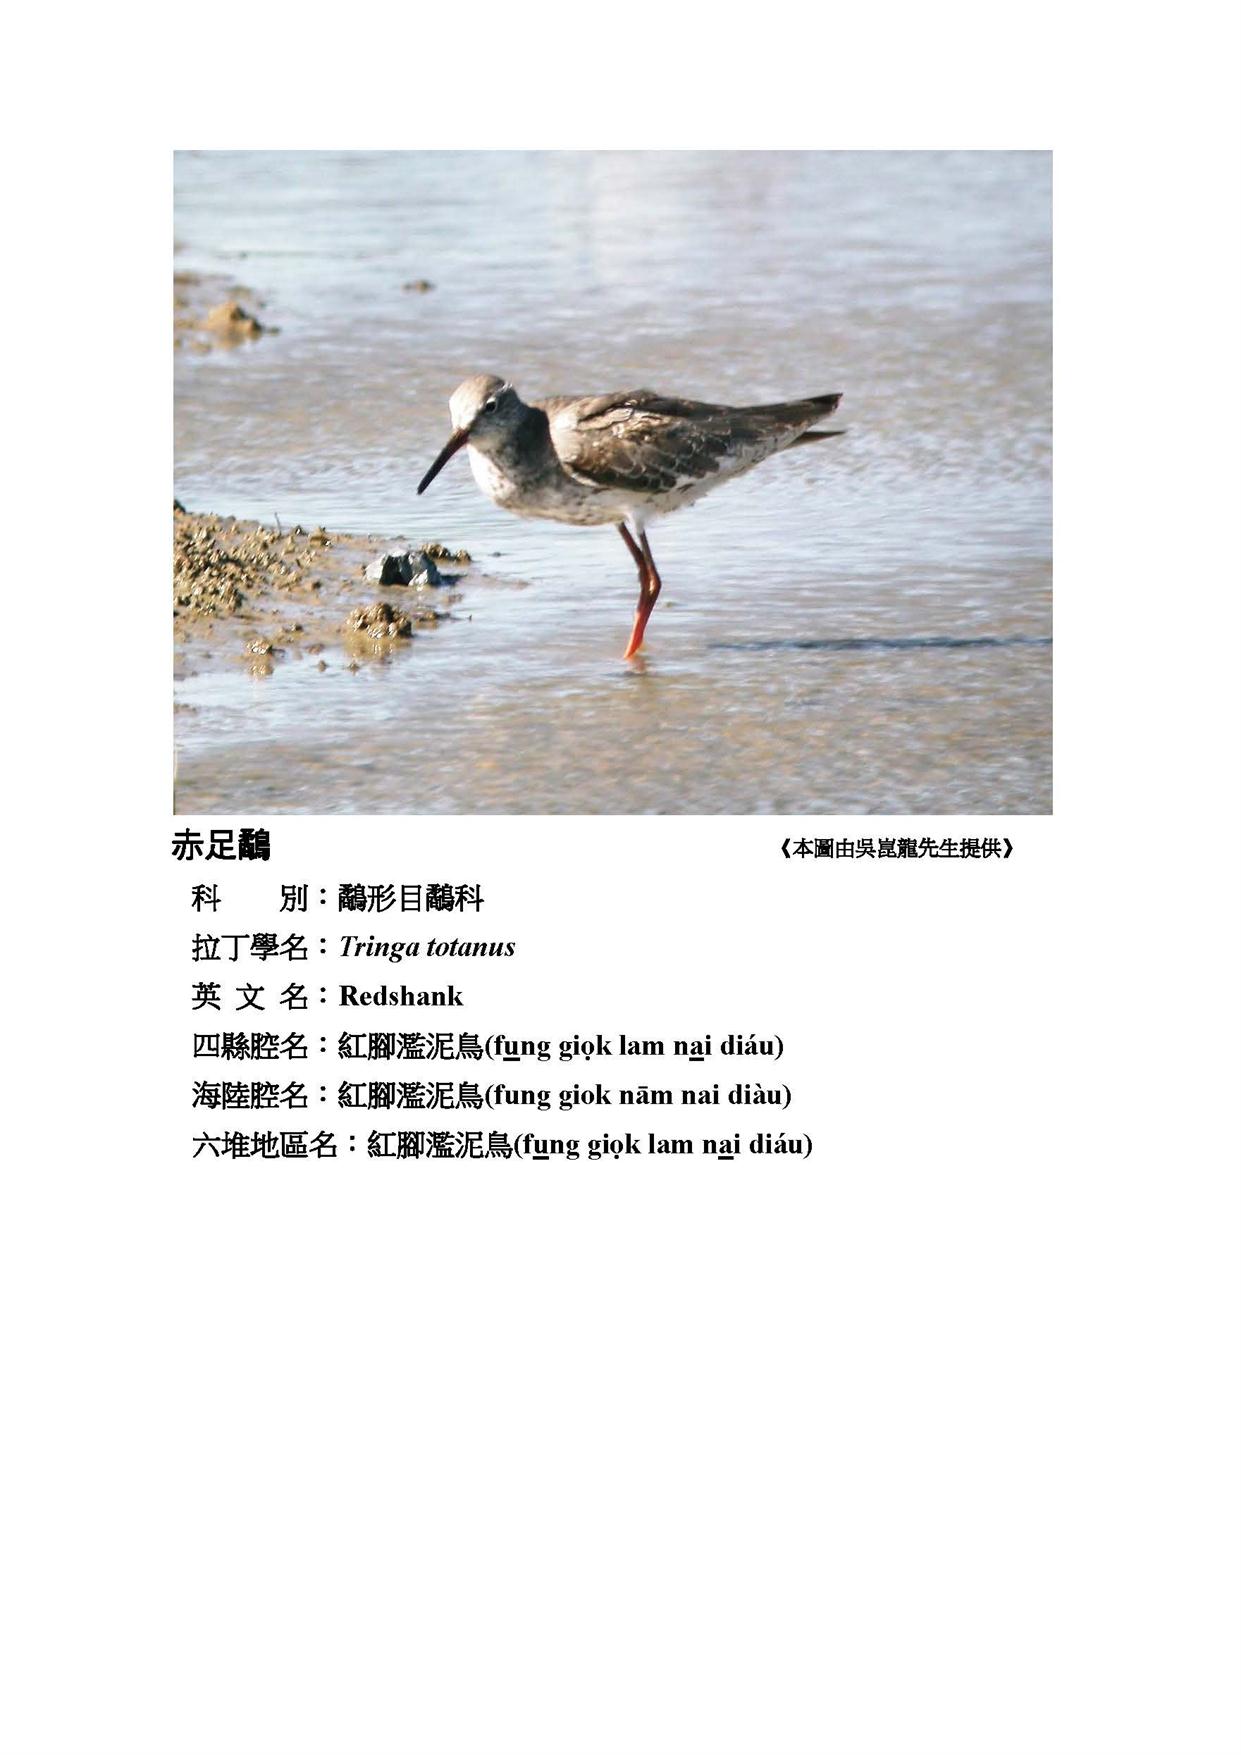 赤足鷸 《本圖由吳崑龍先生提供》
科 別：鷸形目鷸科
拉丁學名：Tringa totanus
英 文 名：Redshank
四縣腔名：紅腳濫泥鳥(fu̲ng giọk lam na̲i diáu)
海陸腔名：紅腳濫泥鳥(fung giok nām nai diàu)
六堆地區名：紅腳濫泥鳥(fu̲ng giọk lam na̲i diáu)